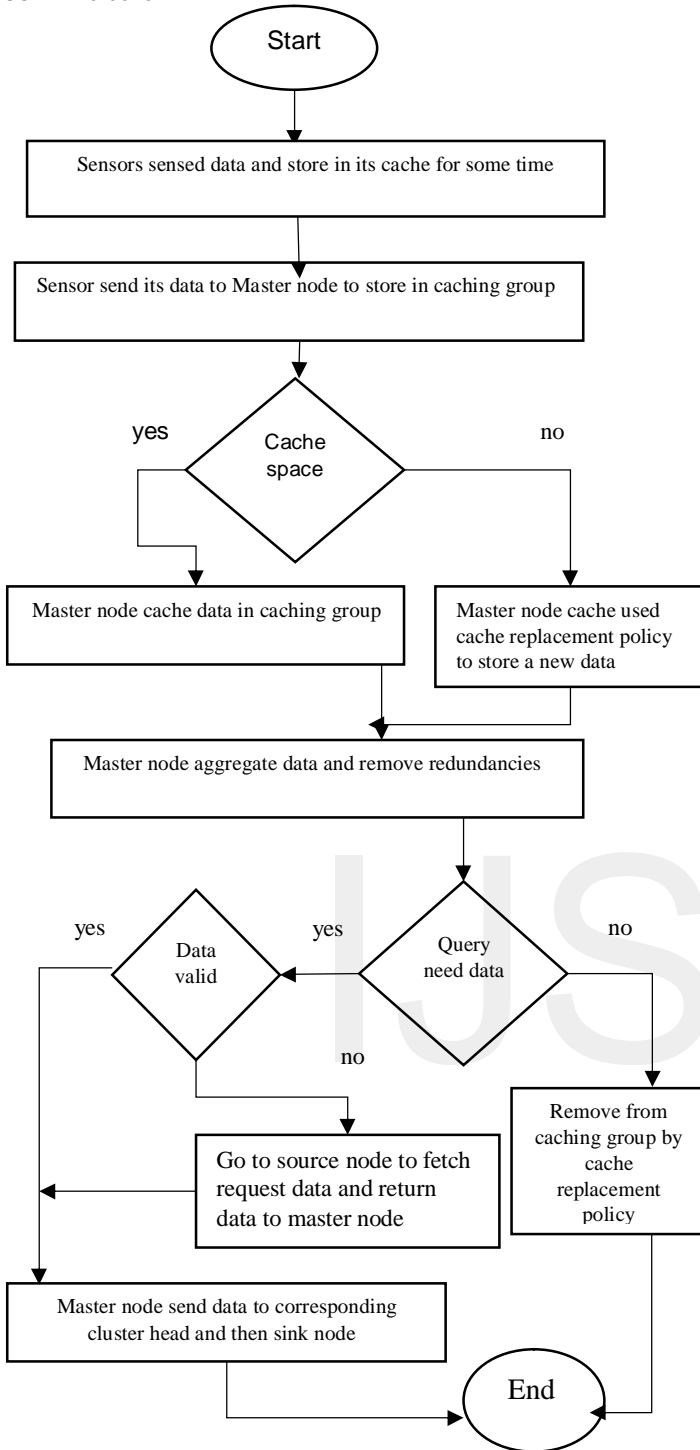 Start
Sensors sensed data and store in its cache for some time
Sensor send its data to Master node to store in caching group
yes
no
Cache
space
Master node cache data in caching group
Master node cache used
cache replacement policy
to store a new data
Master node aggregate data and remove redundancies
yes
Data
valid
yes
Query
need data
no
no
IJS
Remove from
caching group by
cache
replacement
policy
Go to source node to fetch
request data and return
data to master node
Master node send data to corresponding
cluster head and then sink node
End